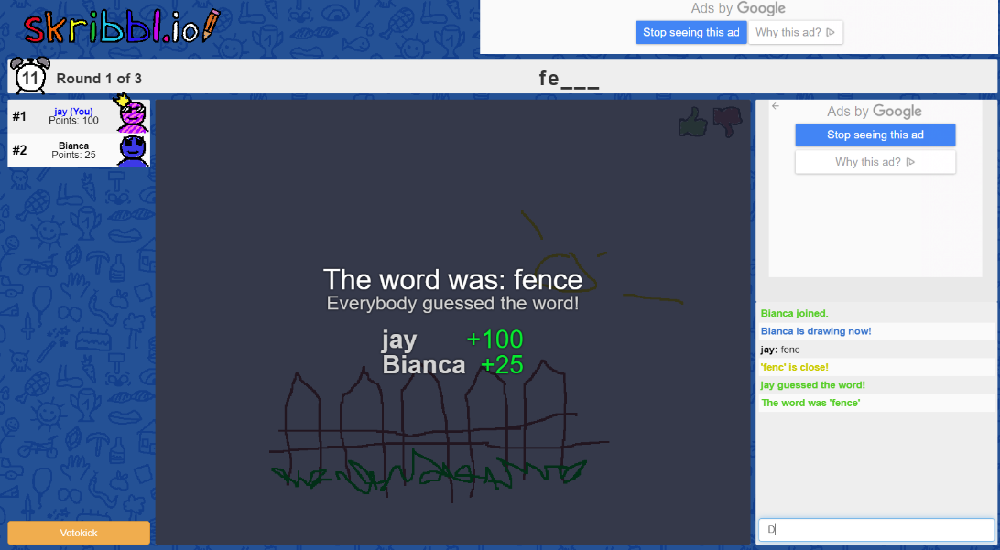 skribbl.io
Ads by Google
Stop seeing this ad
Why this ad?
11
Round 1 of 3
fe___
#1
jay (You)
Points: 100
#2
Bianca
Points: 25
The word was: fence
Everybody guessed the word!
jay +100
Bianca +25
Ads by Google
Stop seeing this ad
Why this ad?
Bianca joined.
Bianca is drawing now!
jay: fenc
'fenc' is close!
jay guessed the word!
The word was 'fence'
D
Votekick